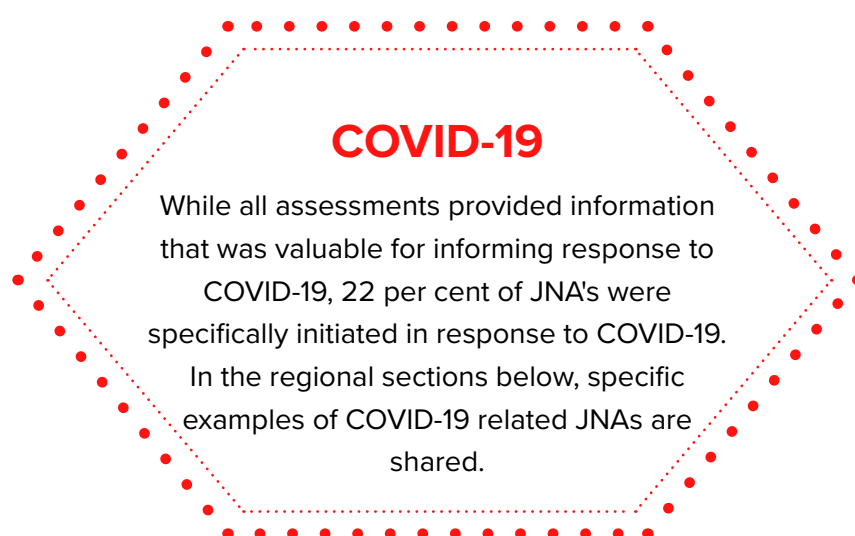 COVID-19
While all assessments provided information
that was valuable for informing response to
COVID-19, 22 per cent of JNA's were
specifically initiated in response to COVID-19.
In the regional sections below, specific
examples of COVID-19 related JNAs are
shared.